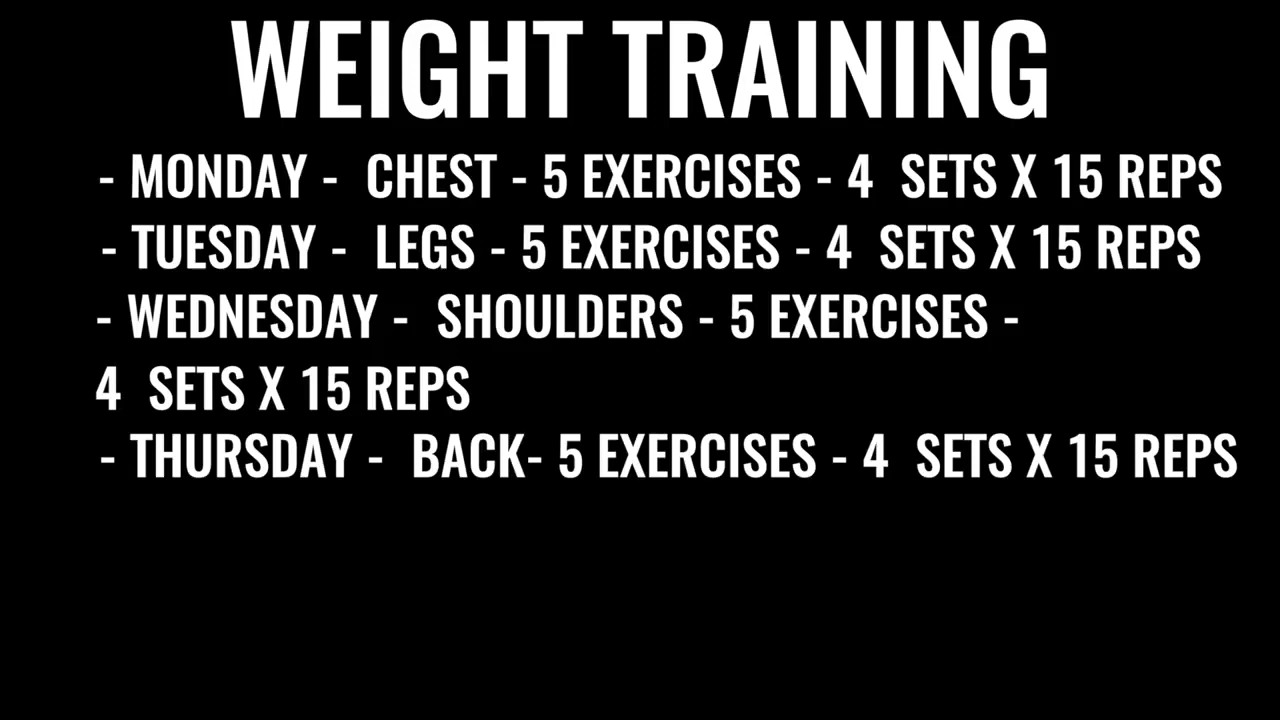 WEIGHT TRAINING
- MONDAY -  CHEST - 5 EXERCISES - 4  SETS X 15 REPS
- TUESDAY -  LEGS - 5 EXERCISES - 4  SETS X 15 REPS
- WEDNESDAY -  SHOULDERS - 5 EXERCISES -
4  SETS X 15 REPS
- THURSDAY -  BACK- 5 EXERCISES - 4  SETS X 15 REPS